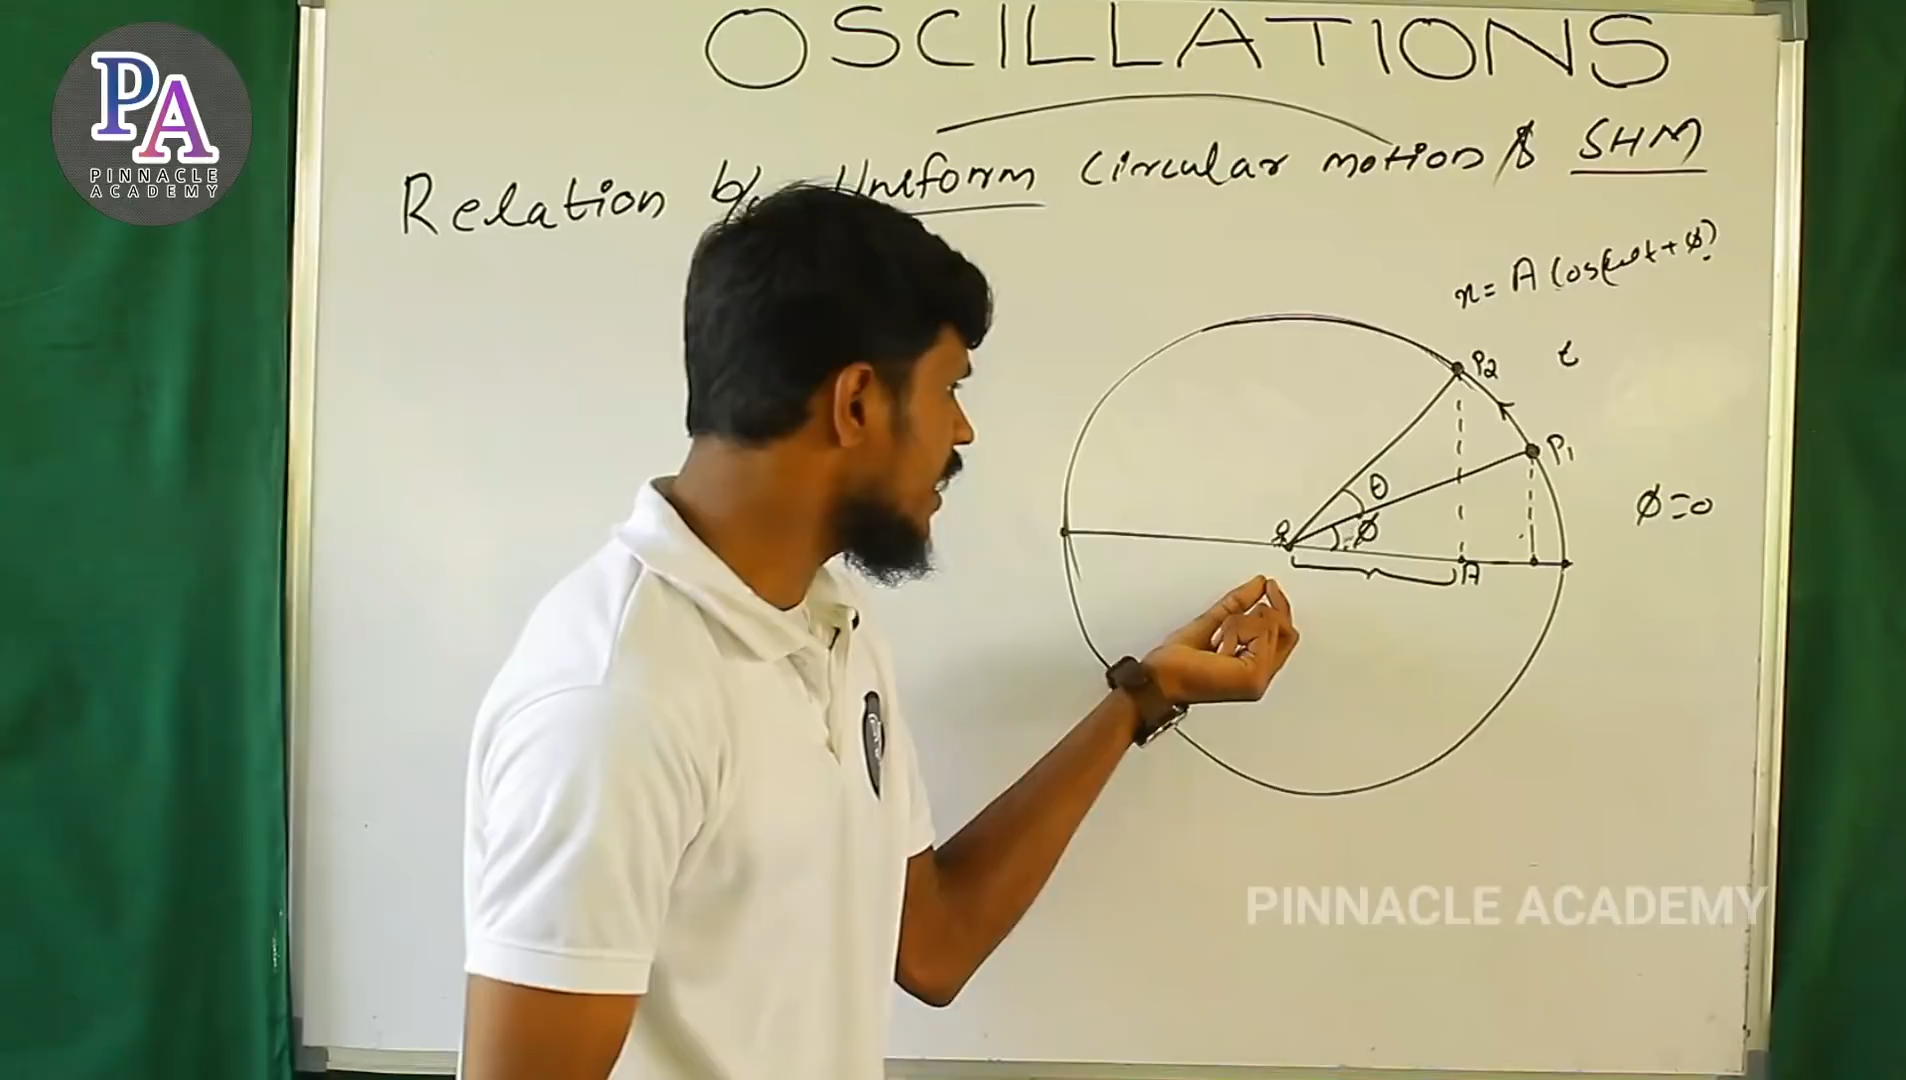 PA
PINNACLE
ACADEMY
OSCILLATIONS
Relation b/w Uniform Circular motion & SHM
x = A Cos(ωt + φ)
P2
t
P1
θ
φ
φ = 0
A
PINNACLE ACADEMY